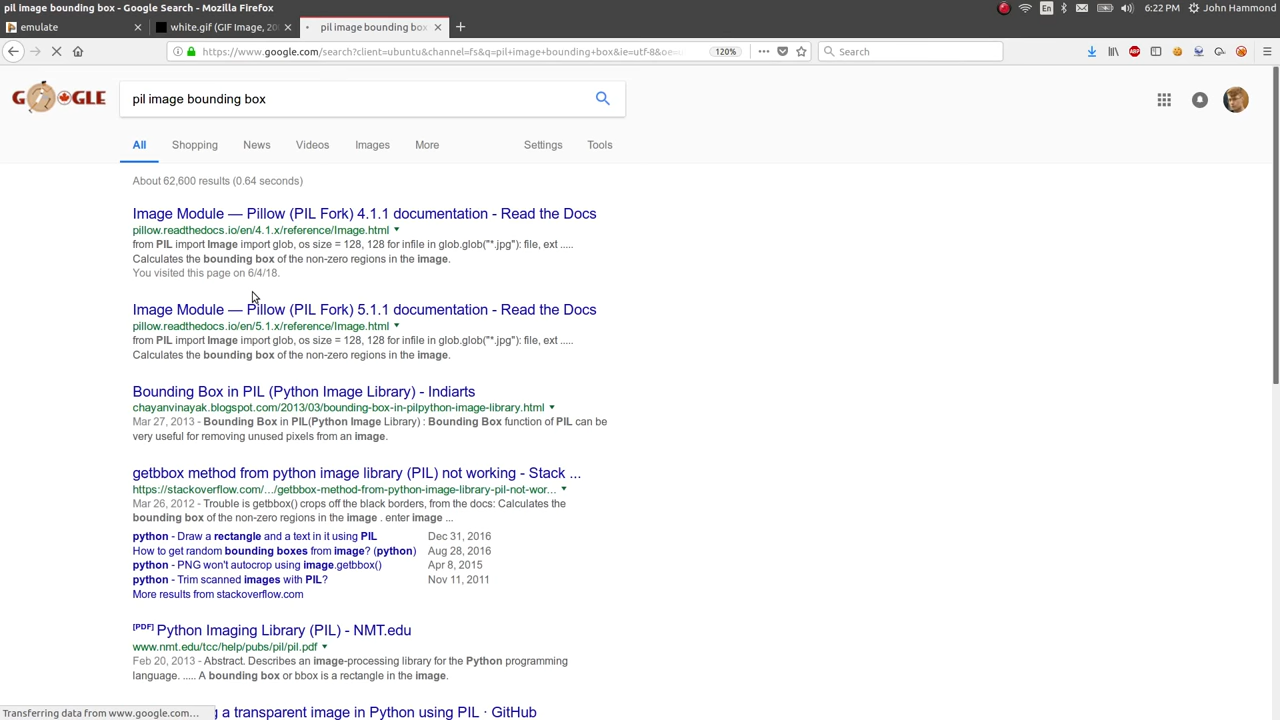 pil image bounding box - Google Search - Mozilla Firefox
En
6:22 PM
John Hammond
emulate
white.gif (GIF Image, 20
pil image bounding box
https://www.google.com/search?client=ubuntu&channel=fs&q=pil+image+bounding+box&ie=utf-8&oe=u
120%
Search
ABP
GOGLE
pil image bounding box
All
Shopping
News
Videos
Images
More
Settings
Tools
About 62,600 results (0.64 seconds)
Image Module — Pillow (PIL Fork) 4.1.1 documentation - Read the Docs
pillow.readthedocs.io/en/4.1.x/reference/Image.html
from PIL import Image import glob, os size = 128, 128 for infile in glob.glob("*.jpg"): file, ext .....
Calculates the bounding box of the non-zero regions in the image.
You visited this page on 6/4/18.
Image Module — Pillow (PIL Fork) 5.1.1 documentation - Read the Docs
pillow.readthedocs.io/en/5.1.x/reference/Image.html
from PIL import Image import glob, os size = 128, 128 for infile in glob.glob("*.jpg"): file, ext .....
Calculates the bounding box of the non-zero regions in the image.
Bounding Box in PIL (Python Image Library) - Indiarts
chayanvinayak.blogspot.com/2013/03/bounding-box-in-pilpython-image-library.html
Mar 27, 2013 - Bounding Box in PIL(Python Image Library) : Bounding Box function of PIL can be
very useful for removing unused pixels from an image.
getbbox method from python image library (PIL) not working - Stack ...
https://stackoverflow.com/.../getbbox-method-from-python-image-library-pil-not-wor...
Mar 26, 2012 - Trouble is getbbox() crops off the black borders, from the docs: Calculates the
bounding box of the non-zero regions in the image . enter image ...
python - Draw a rectangle and a text in it using PIL Dec 31, 2016
How to get random bounding boxes from image? (python) Aug 28, 2016
python - PNG won't autocrop using image.getbbox() Apr 8, 2015
python - Trim scanned images with PIL? Nov 11, 2011
More results from stackoverflow.com
[PDF] Python Imaging Library (PIL) - NMT.edu
www.nmt.edu/tcc/help/pubs/pil/pil.pdf
Feb 20, 2013 - Abstract. Describes an image-processing library for the Python programming
language. ..... A bounding box or bbox is a rectangle in the image.
Transferring data from www.google.com...
g a transparent image in Python using PIL · GitHub